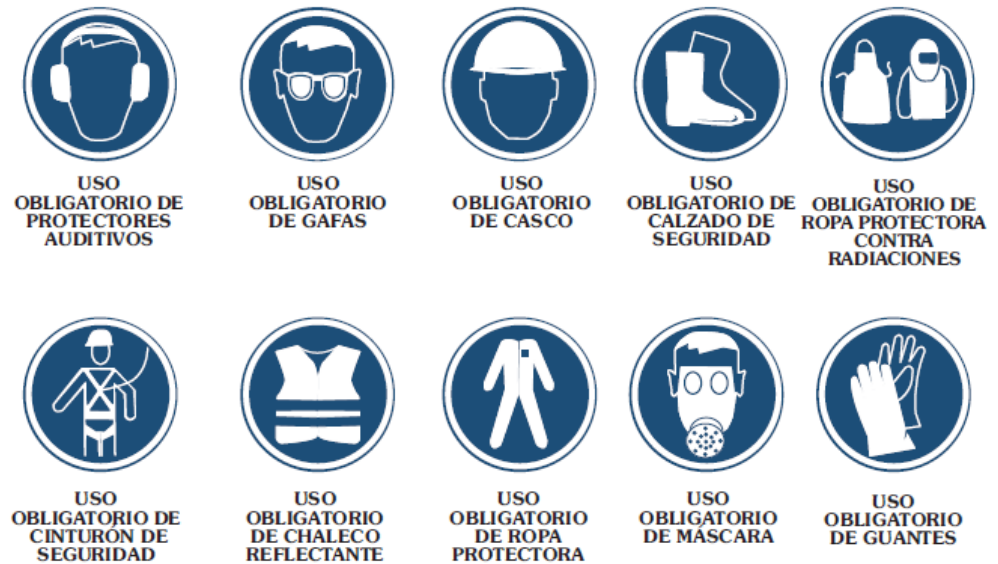 USO
OBLIGATORIO DE
PROTECTORES
AUDITIVOS
USO
OBLIGATORIO
DE GAFAS
USO
OBLIGATORIO
DE CASCO
USO
OBLIGATORIO DE
CALZADO DE
SEGURIDAD
USO
OBLIGATORIO DE
ROPA PROTECTORA
CONTRA
RADIACIONES
USO
OBLIGATORIO DE
CINTURÓN DE
SEGURIDAD
USO
OBLIGATORIO
DE CHALECO
REFLECTANTE
USO
OBLIGATORIO
DE ROPA
PROTECTORA
USO
OBLIGATORIO
DE MÁSCARA
USO
OBLIGATORIO
DE GUANTES